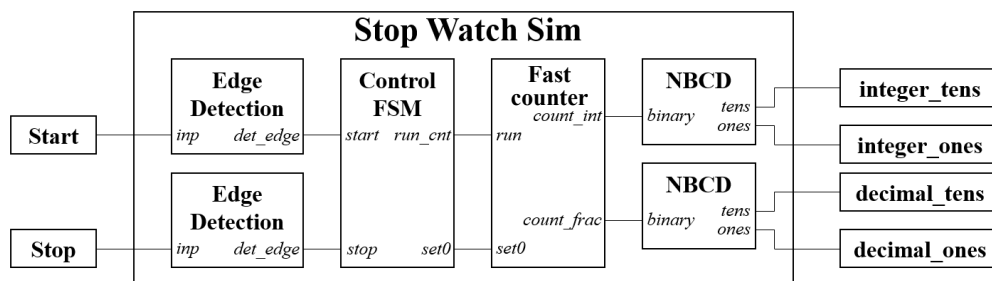 Stop Watch Sim
Start
Edge
Detection
inp det_edge
Control
FSM
start run_cnt
stop set0
Fast
counter
count_int
run
count_frac
set0
NBCD
tens
binary
ones
integer_tens
integer_ones
Stop
Edge
Detection
inp det_edge
NBCD
tens
binary
ones
decimal_tens
decimal_ones